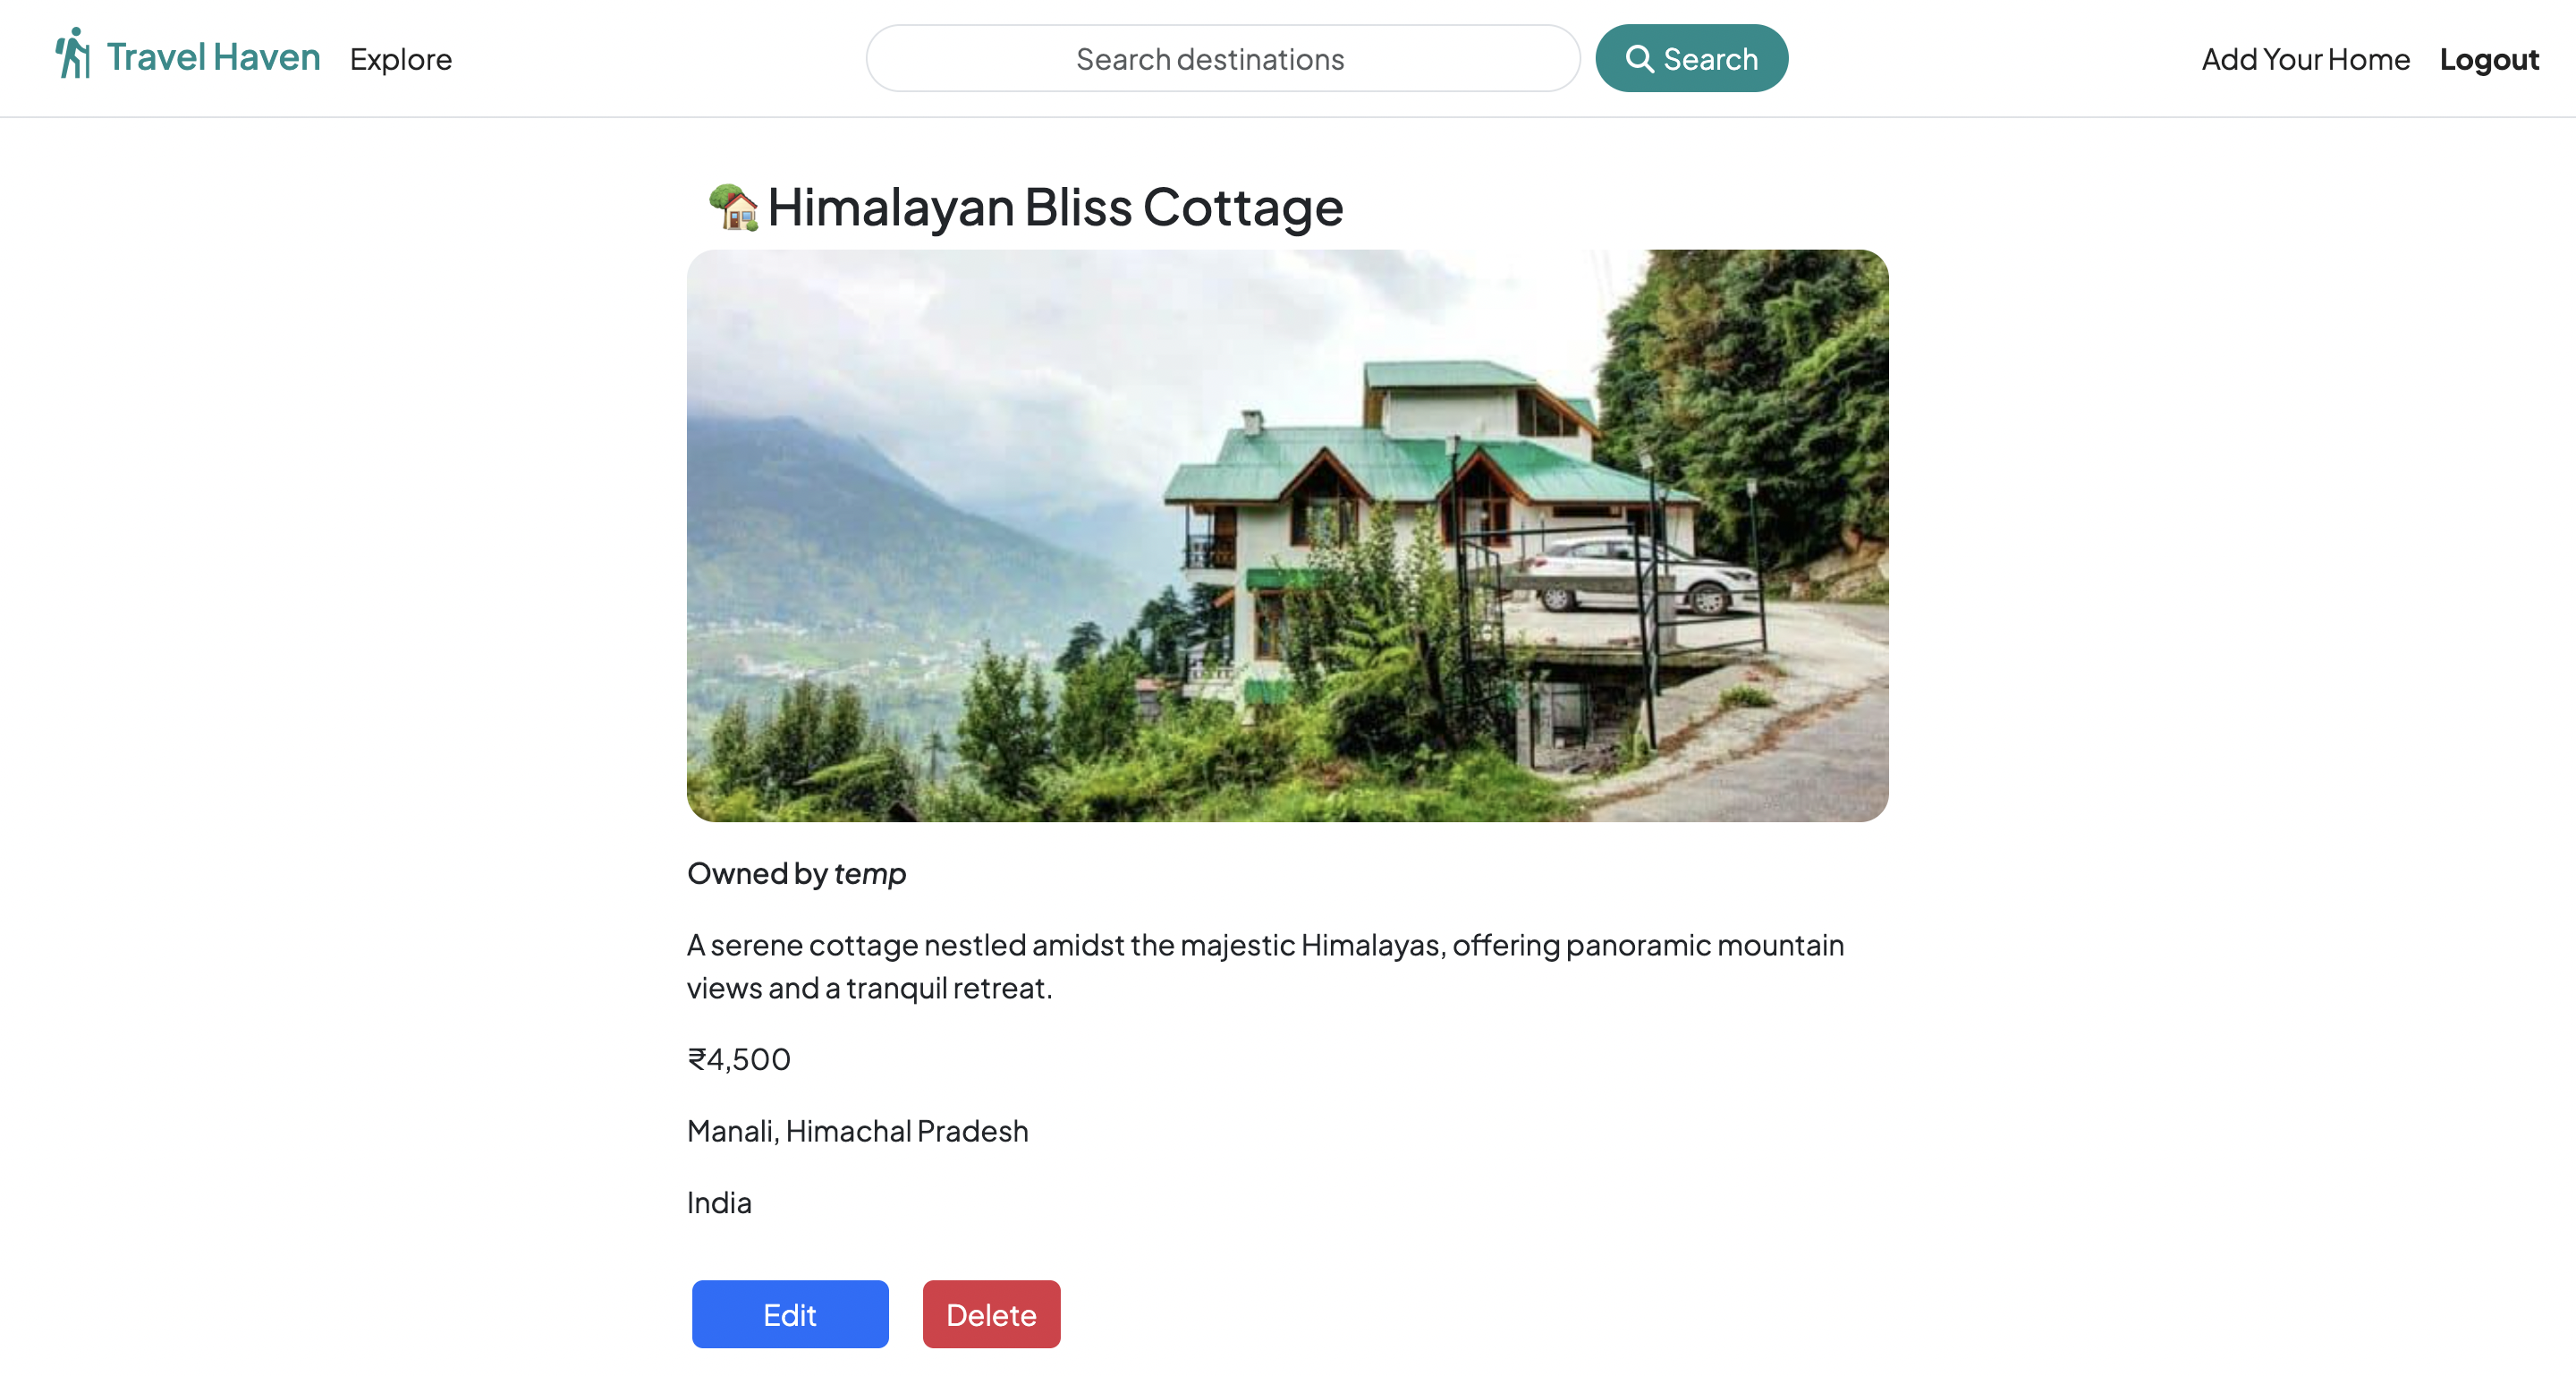 Travel Haven Explore Search destinations Search Add Your Home Logout
Himalayan Bliss Cottage
Owned by temp
A serene cottage nestled amidst the majestic Himalayas, offering panoramic mountain
views and a tranquil retreat.
₹4,500
Manali, Himachal Pradesh
India
Edit Delete